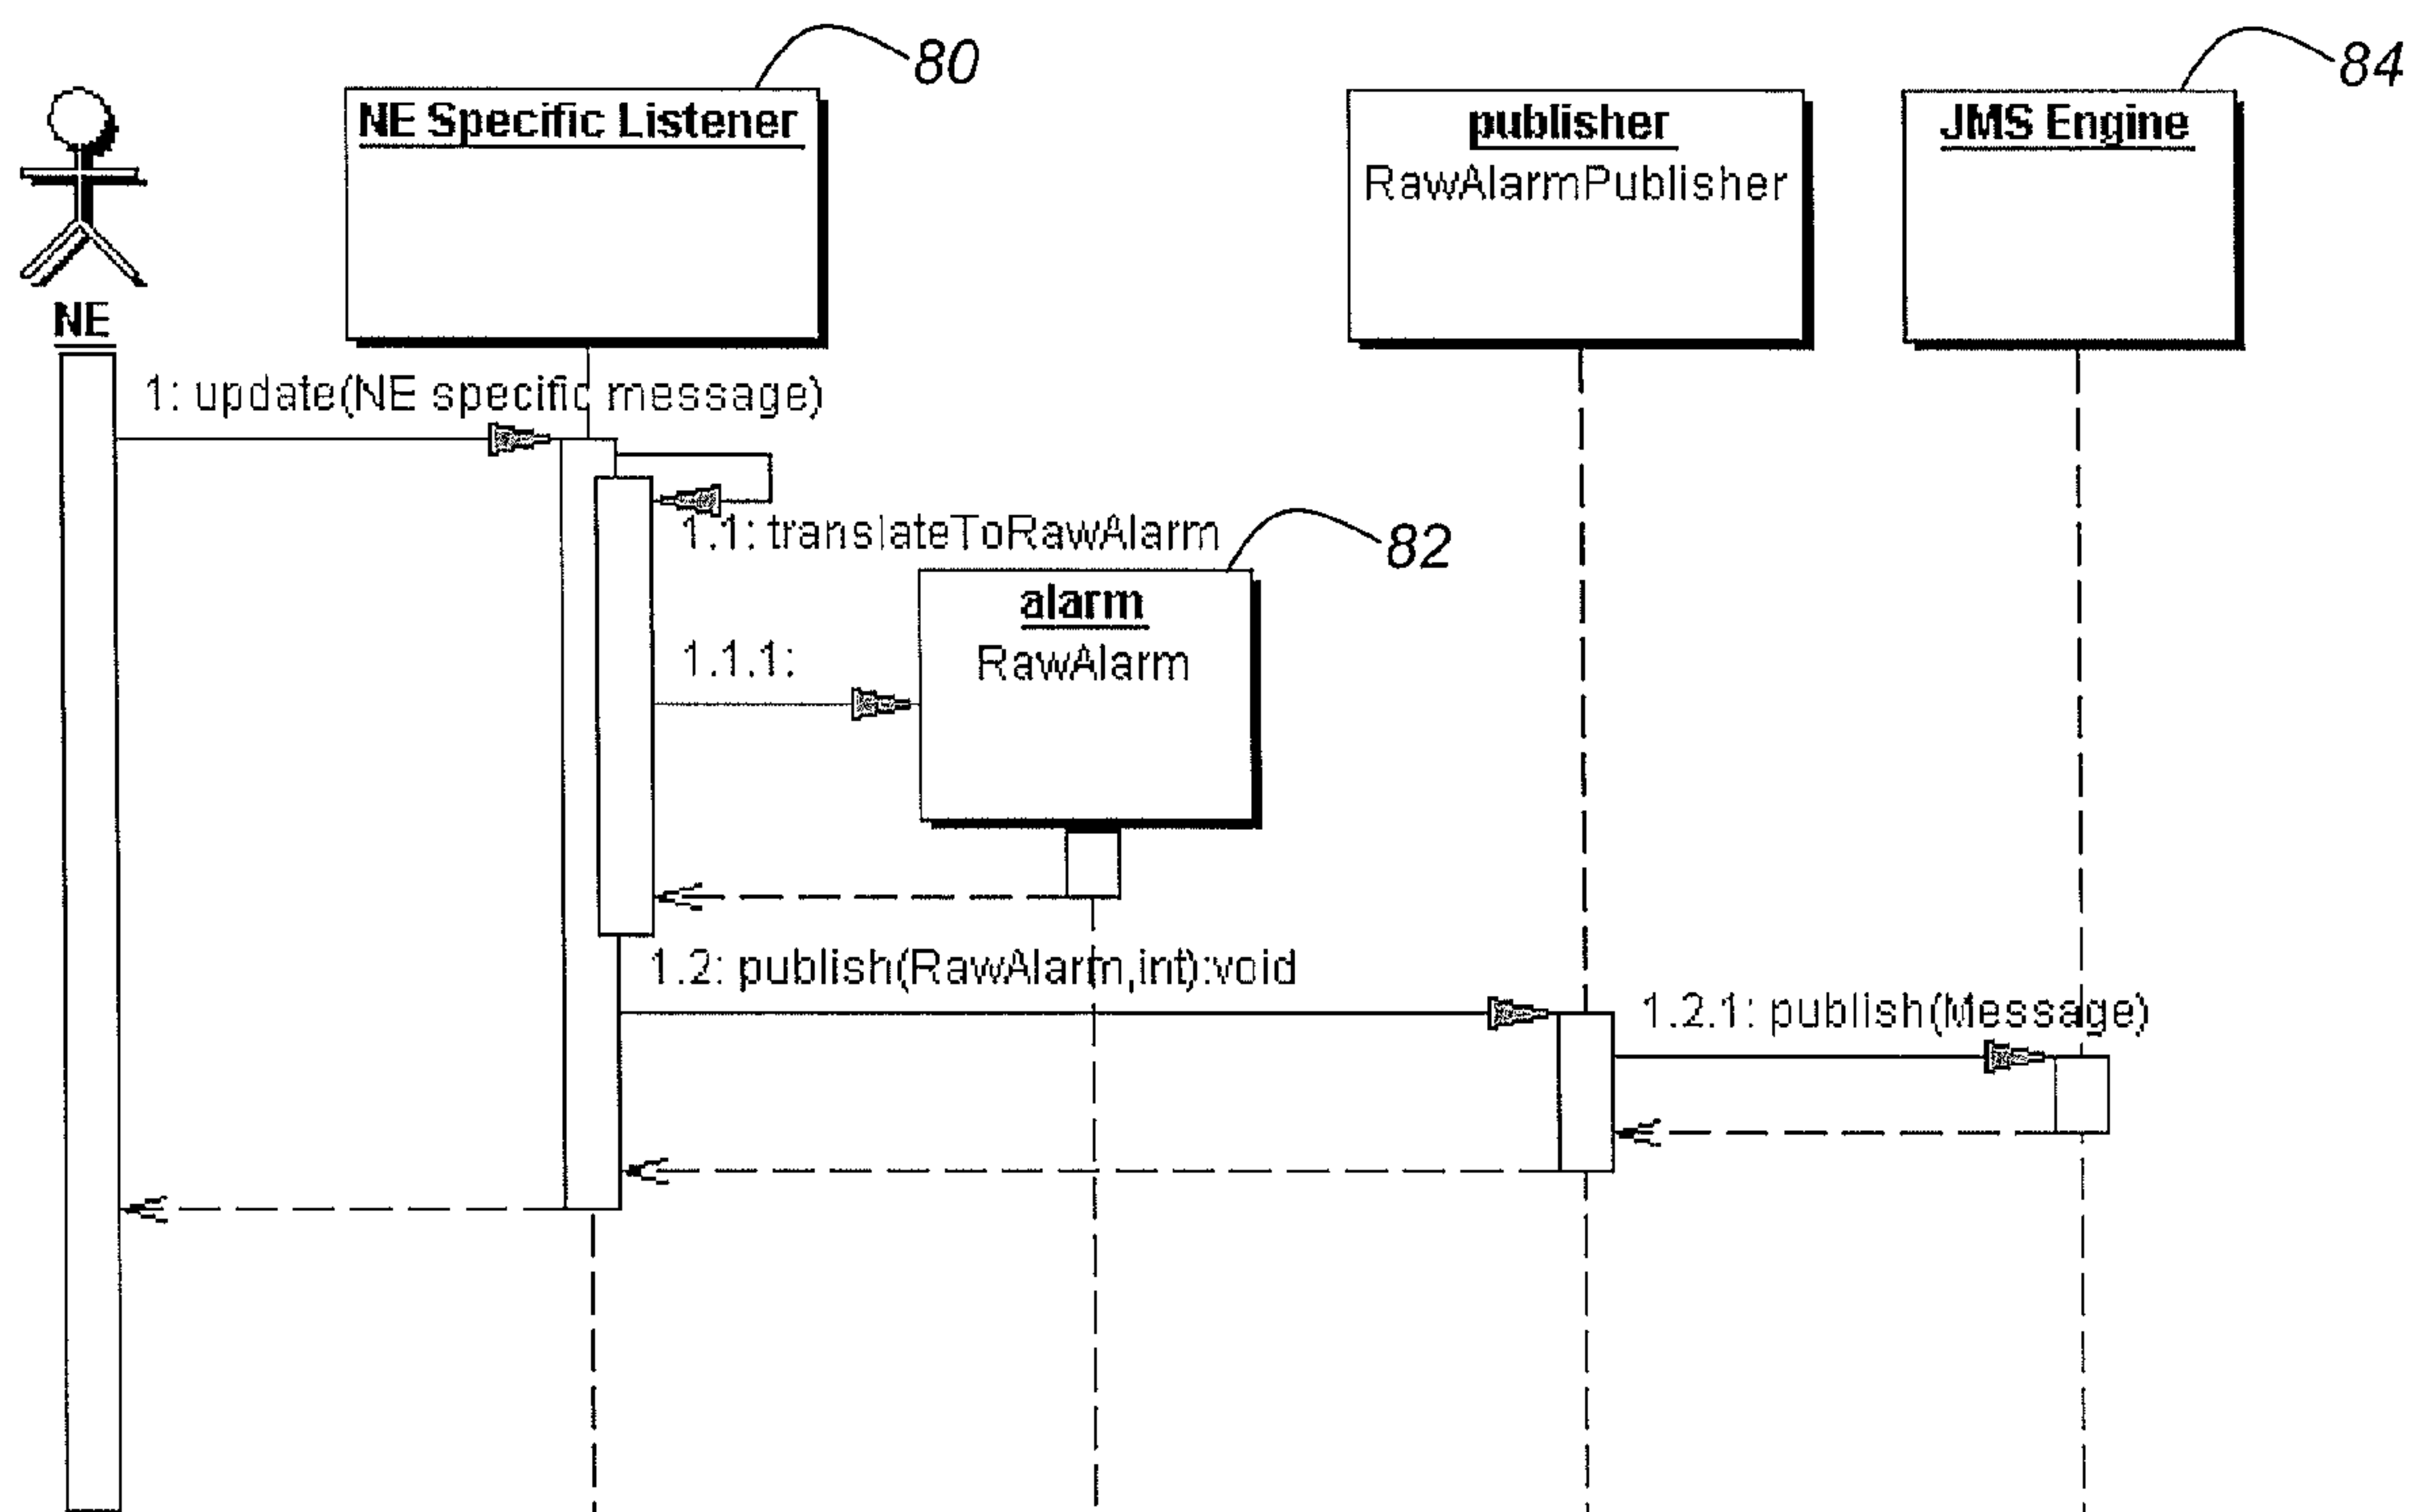 80
84
NE Specific Listener
publisher
RawAlarmPublisher
JMS Engine
NE
1: update(NE specific message)
1.1: translateToRawAlarm
82
alarm
RawAlarm
1.1.1:
1.2: publish(RawAlarm,int):void
1.2.1: publish(Message)